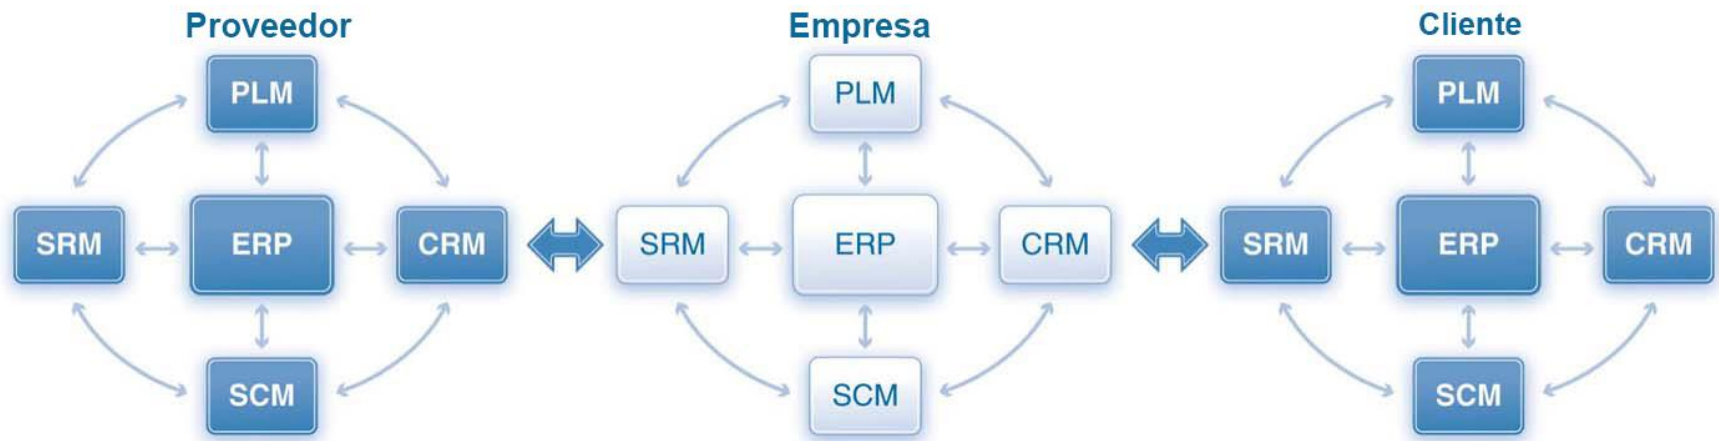 Proveedor
Empresa
Cliente
PLM
PLM
PLM
SRM
ERP
CRM
SRM
ERP
CRM
SRM
ERP
CRM
SCM
SCM
SCM